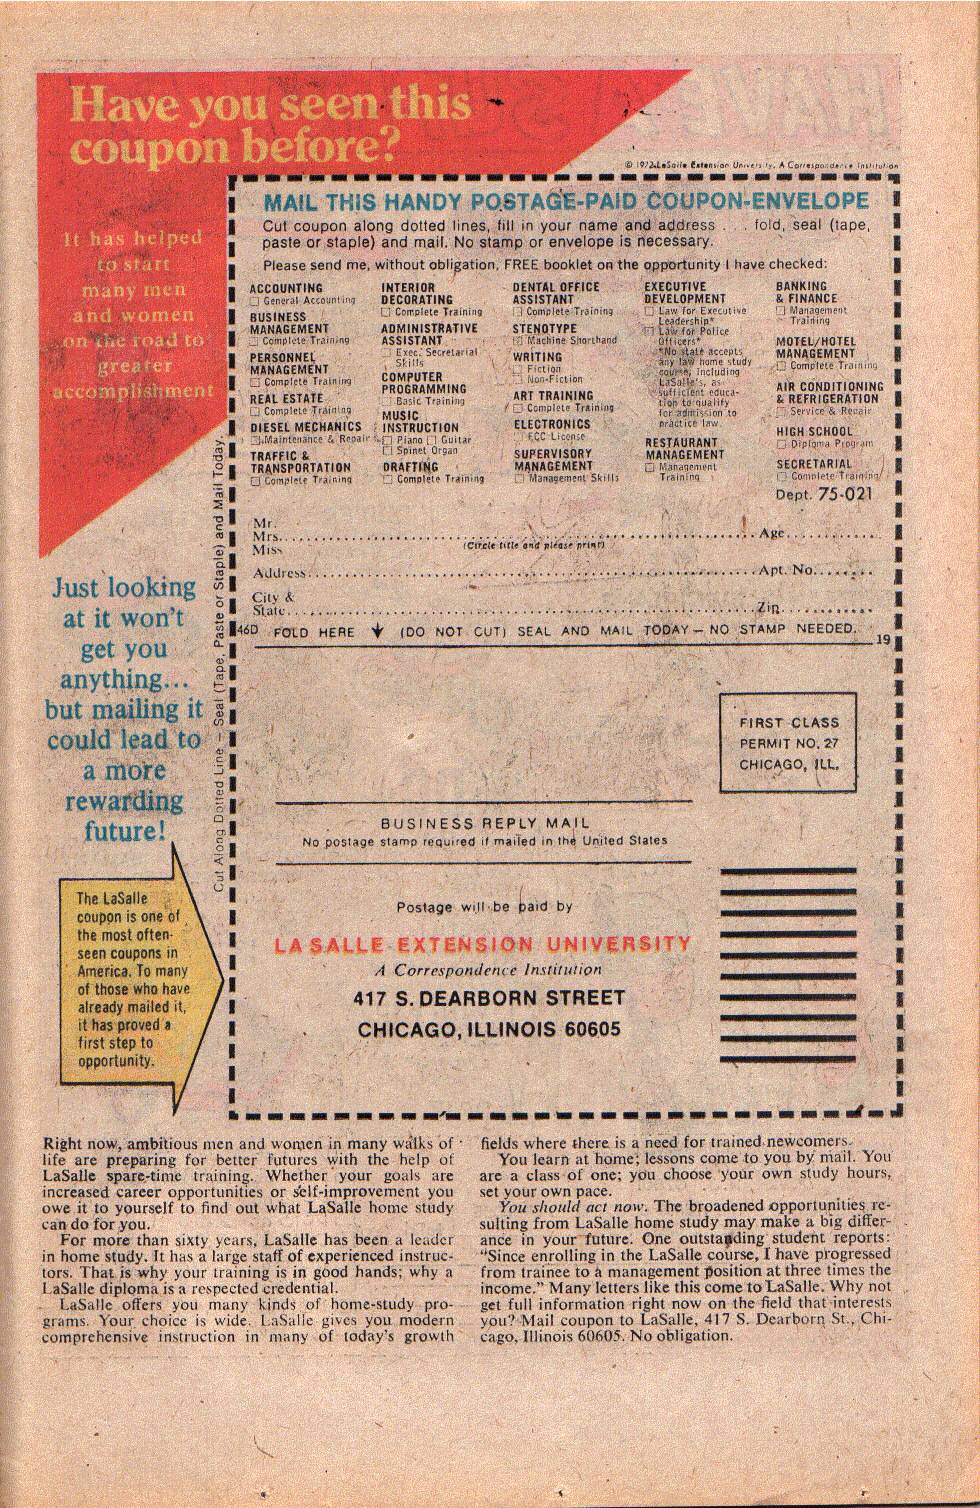 Have you seen this
coupon before?
© 1972 LaSalle Extension University, A Correspondence Institution
It has helped
to start
many men
and women
on the road to
greater
accomplishment
MAIL THIS HANDY POSTAGE-PAID COUPON-ENVELOPE
Cut coupon along dotted lines, fill in your name and address . . . fold, seal (tape,
paste or staple) and mail. No stamp or envelope is necessary.
Please send me, without obligation, FREE booklet on the opportunity I have checked:
ACCOUNTING
General Accounting
BUSINESS
MANAGEMENT
Complete Training
PERSONNEL
MANAGEMENT
Complete Training
REAL ESTATE
Complete Training
DIESEL MECHANICS
Maintenance & Repair
TRAFFIC &
TRANSPORTATION
Complete Training
INTERIOR
DECORATING
Complete Training
ADMINISTRATIVE
ASSISTANT
Exec. Secretarial
Skills
COMPUTER
PROGRAMMING
Basic Training
MUSIC
INSTRUCTION
Piano Guitar
Spinet Organ
DRAFTING
Complete Training
DENTAL OFFICE
ASSISTANT
Complete Training
STENOTYPE
Machine Shorthand
WRITING
Fiction
Non-Fiction
ART TRAINING
Complete Training
ELECTRONICS
FCC License
SUPERVISORY
MANAGEMENT
Management Skills
EXECUTIVE
DEVELOPMENT
Law for Executive
Leadership*
Law for Police
Officers*
*No state accepts
any law home study
course, including
LaSalle's, as
sufficient educa-
tion to qualify
for admission to
practice law.
RESTAURANT
MANAGEMENT
Management
Training
BANKING
& FINANCE
Management
Training
MOTEL/HOTEL
MANAGEMENT
Complete Training
AIR CONDITIONING
& REFRIGERATION
Service & Repair
HIGH SCHOOL
Diploma Program
SECRETARIAL
Complete Training
Dept. 75-021
Mr.
Mrs. Age
Miss (Circle title and please print)
Address Apt. No.
City &
State Zip
46D FOLD HERE ↓ (DO NOT CUT) SEAL AND MAIL TODAY – NO STAMP NEEDED. 19
Cut Along Dotted Line – Seal (Tape, Paste or Staple) and Mail Today.
Just looking
at it won't
get you
anything...
but mailing it
could lead to
a more
rewarding
future!
The LaSalle
coupon is one of
the most often-
seen coupons in
America. To many
of those who have
already mailed it,
it has proved a
first step to
opportunity.
FIRST CLASS
PERMIT NO. 27
CHICAGO, ILL.
BUSINESS REPLY MAIL
No postage stamp required if mailed in the United States
Postage will be paid by
LA SALLE EXTENSION UNIVERSITY
A Correspondence Institution
417 S. DEARBORN STREET
CHICAGO, ILLINOIS 60605
Right now, ambitious men and women in many walks of
life are preparing for better futures with the help of
LaSalle spare-time training. Whether your goals are
increased career opportunities or self-improvement you
owe it to yourself to find out what LaSalle home study
can do for you.
For more than sixty years, LaSalle has been a leader
in home study. It has a large staff of experienced instruc-
tors. That is why your training is in good hands; why a
LaSalle diploma is a respected credential.
LaSalle offers you many kinds of home-study pro-
grams. Your choice is wide. LaSalle gives you modern
comprehensive instruction in many of today's growth
fields where there is a need for trained newcomers.
You learn at home; lessons come to you by mail. You
are a class of one; you choose your own study hours,
set your own pace.
You should act now. The broadened opportunities re-
sulting from LaSalle home study may make a big differ-
ance in your future. One outstanding student reports:
"Since enrolling in the LaSalle course, I have progressed
from trainee to a management position at three times the
income." Many letters like this come to LaSalle. Why not
get full information right now on the field that interests
you? Mail coupon to LaSalle, 417 S. Dearborn St., Chi-
cago, Illinois 60605. No obligation.